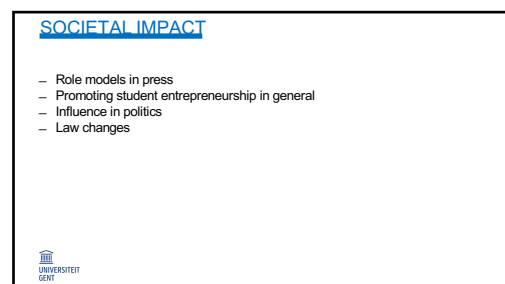 SOCIETAL IMPACT
– Role models in press
– Promoting student entrepreneurship in general
– Influence in politics
– Law changes
UNIVERSITEIT
GENT